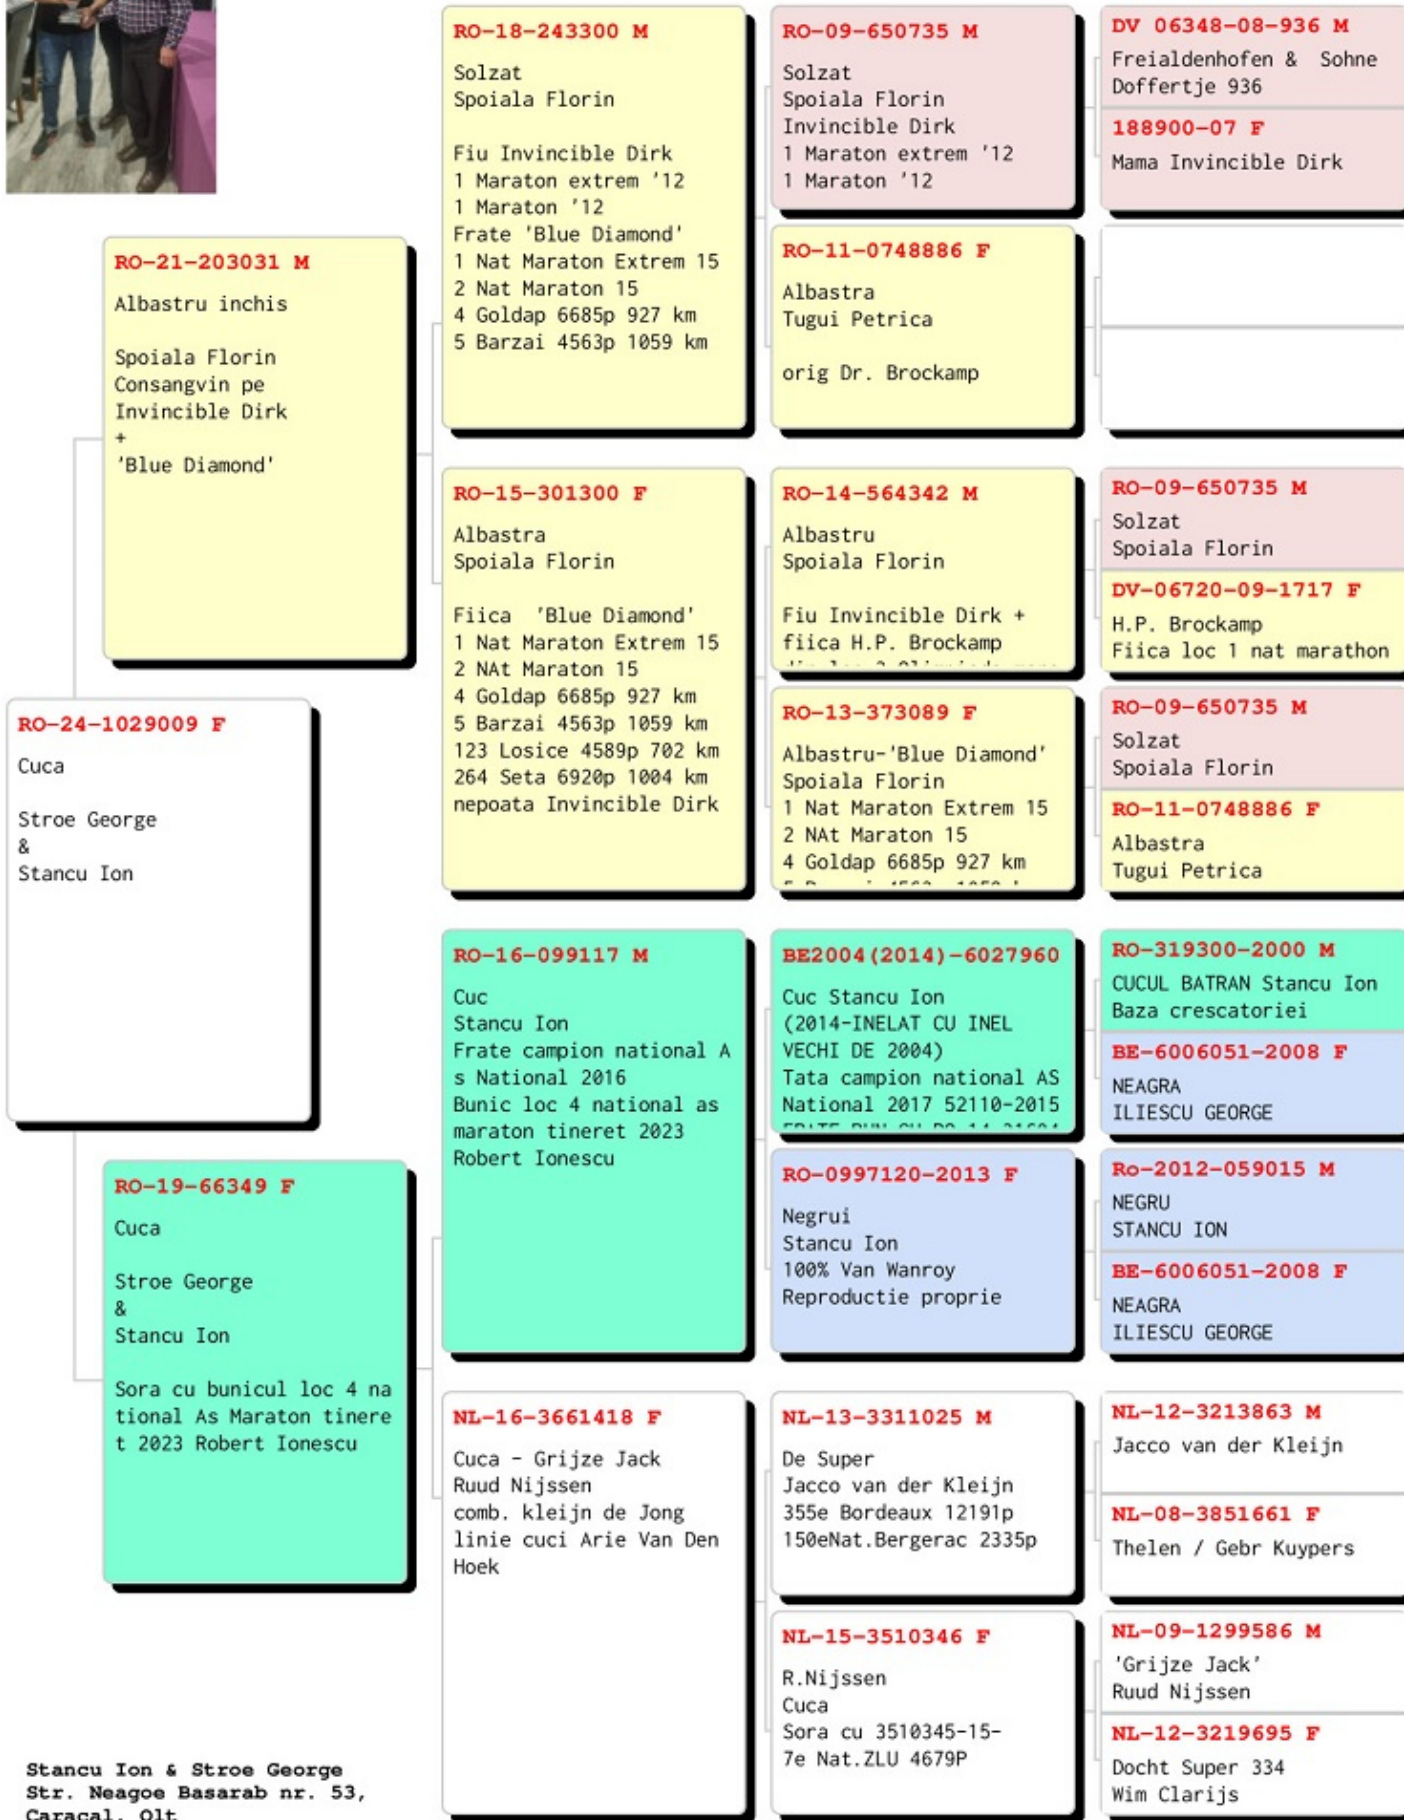 RO-18-243300 M
Solzat
Spoiala Florin
Fiu Invincible Dirk
1 Maraton extrem '12
1 Maraton '12
Frate 'Blue Diamond'
1 Nat Maraton Extrem 15
2 Nat Maraton 15
4 Goldap 6685p 927 km
5 Barzai 4563p 1059 km
RO-09-650735 M
Solzat
Spoiala Florin
Invincible Dirk
1 Maraton extrem '12
1 Maraton '12
DV 06348-08-936 M
Freialdenhofen & Sohne
Doffertje 936
188900-07 F
Mama Invincible Dirk
RO-11-0748886 F
Albastra
Tugui Petrica
orig Dr. Brockamp
RO-21-203031 M
Albastru inchis
Spoiala Florin
Consangvin pe
Invincible Dirk
+
'Blue Diamond'
RO-15-301300 F
Albastra
Spoiala Florin
Fiica 'Blue Diamond'
1 Nat Maraton Extrem 15
2 NAt Maraton 15
4 Goldap 6685p 927 km
5 Barzai 4563p 1059 km
123 Losice 4589p 702 km
264 Seta 6920p 1004 km
nepoata Invincible Dirk
RO-14-564342 M
Albastru
Spoiala Florin
Fiu Invincible Dirk +
fiica H.P. Brockamp
RO-09-650735 M
Solzat
Spoiala Florin
DV-06720-09-1717 F
H.P. Brockamp
Fiica loc 1 nat marathon
RO-13-373089 F
Albastru-'Blue Diamond'
Spoiala Florin
1 Nat Maraton Extrem 15
2 NAt Maraton 15
4 Goldap 6685p 927 km
RO-09-650735 M
Solzat
Spoiala Florin
RO-11-0748886 F
Albastra
Tugui Petrica
RO-24-1029009 F
Cuca
Stroe George
&
Stancu Ion
RO-16-099117 M
Cuc
Stancu Ion
Frate campion national A
s National 2016
Bunic loc 4 national as
maraton tineret 2023
Robert Ionescu
BE2004(2014)-6027960
Cuc Stancu Ion
(2014-INELAT CU INEL
VECHI DE 2004)
Tata campion national AS
National 2017 52110-2015
RO-319300-2000 M
CUCUL BATRAN Stancu Ion
Baza crescatoriei
BE-6006051-2008 F
NEAGRA
ILIESCU GEORGE
RO-0997120-2013 F
Negrui
Stancu Ion
100% Van Wanroy
Reproductie proprie
Ro-2012-059015 M
NEGRU
STANCU ION
BE-6006051-2008 F
NEAGRA
ILIESCU GEORGE
RO-19-66349 F
Cuca
Stroe George
&
Stancu Ion
Sora cu bunicul loc 4 na
tional As Maraton tinere
t 2023 Robert Ionescu
NL-16-3661418 F
Cuca - Grijze Jack
Ruud Nijssen
comb. kleijn de Jong
linie cuci Arie Van Den
Hoek
NL-13-3311025 M
De Super
Jacco van der Kleijn
355e Bordeaux 12191p
150eNat.Bergerac 2335p
NL-12-3213863 M
Jacco van der Kleijn
NL-08-3851661 F
Thelen / Gebr Kuypers
NL-15-3510346 F
R.Nijssen
Cuca
Sora cu 3510345-15-
7e Nat.ZLU 4679P
NL-09-1299586 M
'Grijze Jack'
Ruud Nijssen
NL-12-3219695 F
Docht Super 334
Wim Clarijs
Stancu Ion & Stroe George
Str. Neagoe Basarab nr. 53,
Caracal, Olt